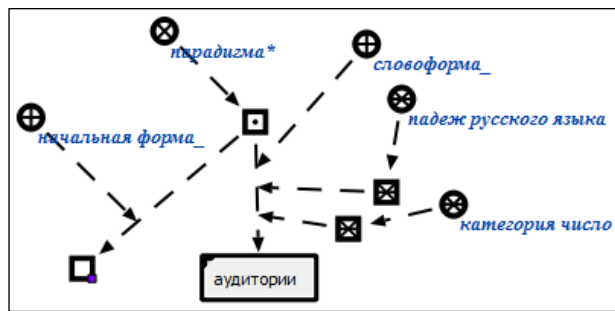 парадигма*
словоформа_
падеж русского языка
начальная форма_
категория число
аудитории